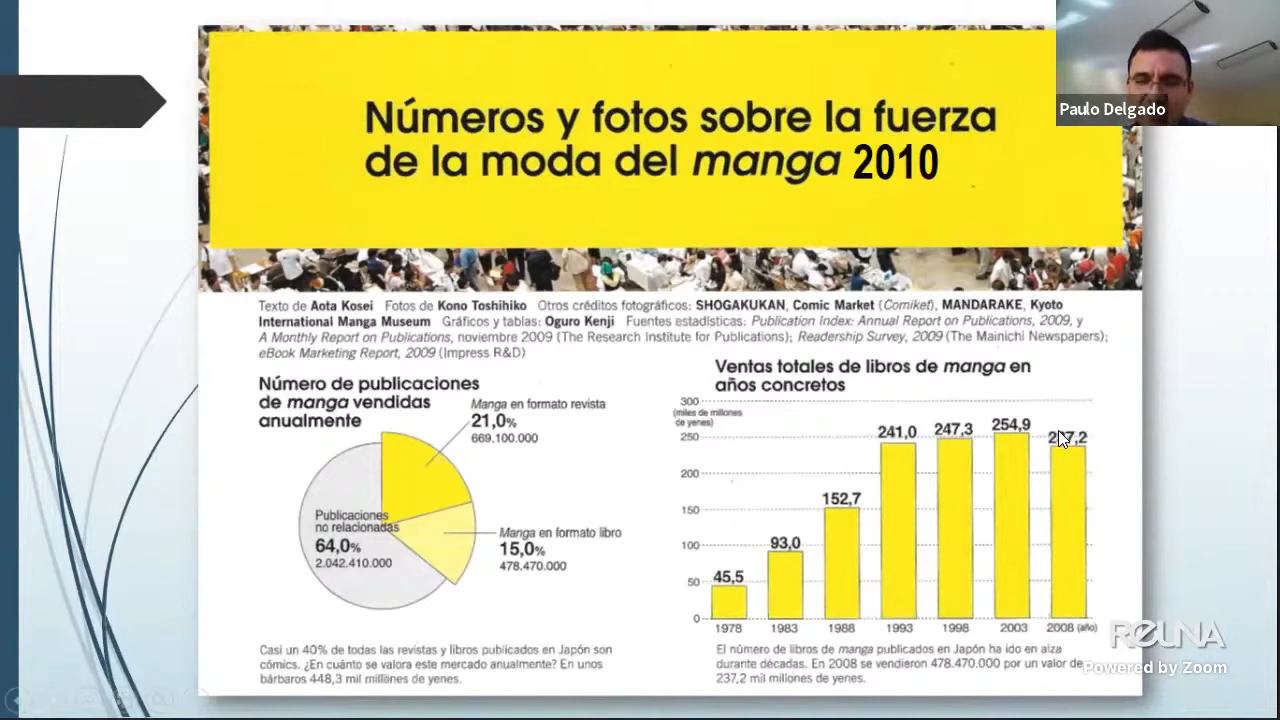 Paulo Delgado
Números y fotos sobre la fuerza
de la moda del manga 2010
Texto de Aota Kosei Fotos de Kono Toshihiko Otros créditos fotográficos: SHOGAKUKAN, Comic Market (Comiket), MANDARAKE, Kyoto
International Manga Museum Gráficos y tablas: Oguro Kenji Fuentes estadísticas: Publication Index: Annual Report on Publications, 2009, y
A Monthly Report on Publications, noviembre 2009 (The Research Institute for Publications); Readership Survey, 2009 (The Mainichi Newspapers);
eBook Marketing Report, 2009 (Impress R&D)
Número de publicaciones
de manga vendidas
anualmente
Manga en formato revista
21,0%
669.100.000
Publicaciones
no relacionadas
64,0%
2.042.410.000
Manga en formato libro
15,0%
478.470.000
Casi un 40% de todas las revistas y libros publicados en Japón son
cómics. ¿En cuánto se valora este mercado anualmente? En unos
bárbaros 448,3 mil millones de yenes.
Ventas totales de libros de manga en
años concretos
300
(miles de millones
de yenes)
250
200
150
100
50
0
45,5
93,0
152,7
241,0
247,3
254,9
1978
1983
1988
1993
1998
2003
2008 (año)
El número de libros de manga publicados en Japón ha ido en alza
durante décadas. En 2008 se vendieron 478.470.000 por un valor de
237,2 mil millones de yenes.
REUNA
Powered by Zoom